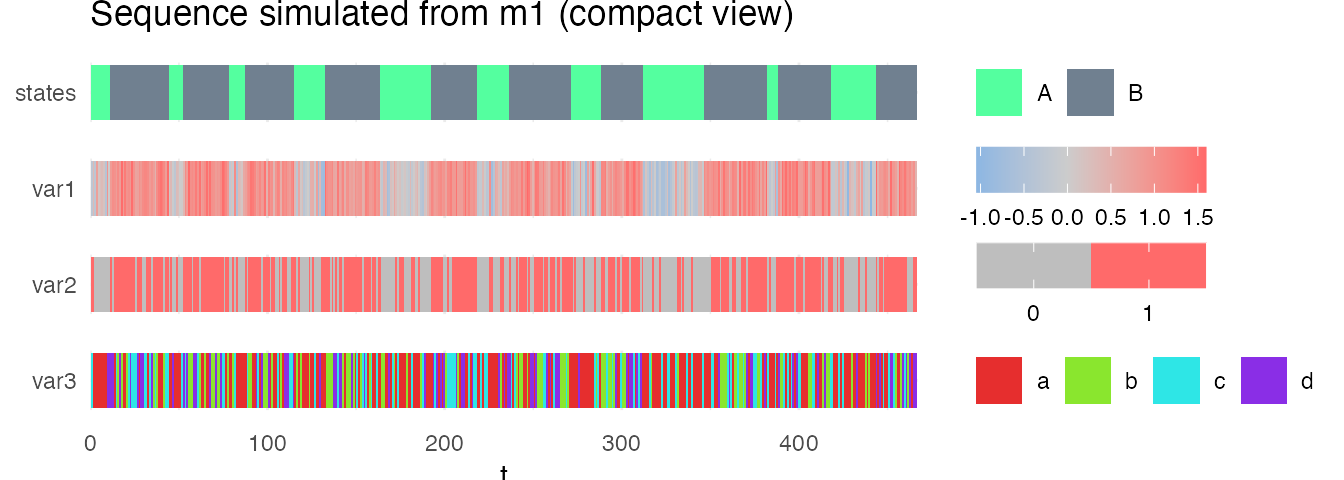 Sequence simulated from m1 (compact view)
states
A B
var1
-1.0 -0.5 0.0 0.5 1.0 1.5
var2
0 1
var3
a b c d
0 100 200 300 400
t